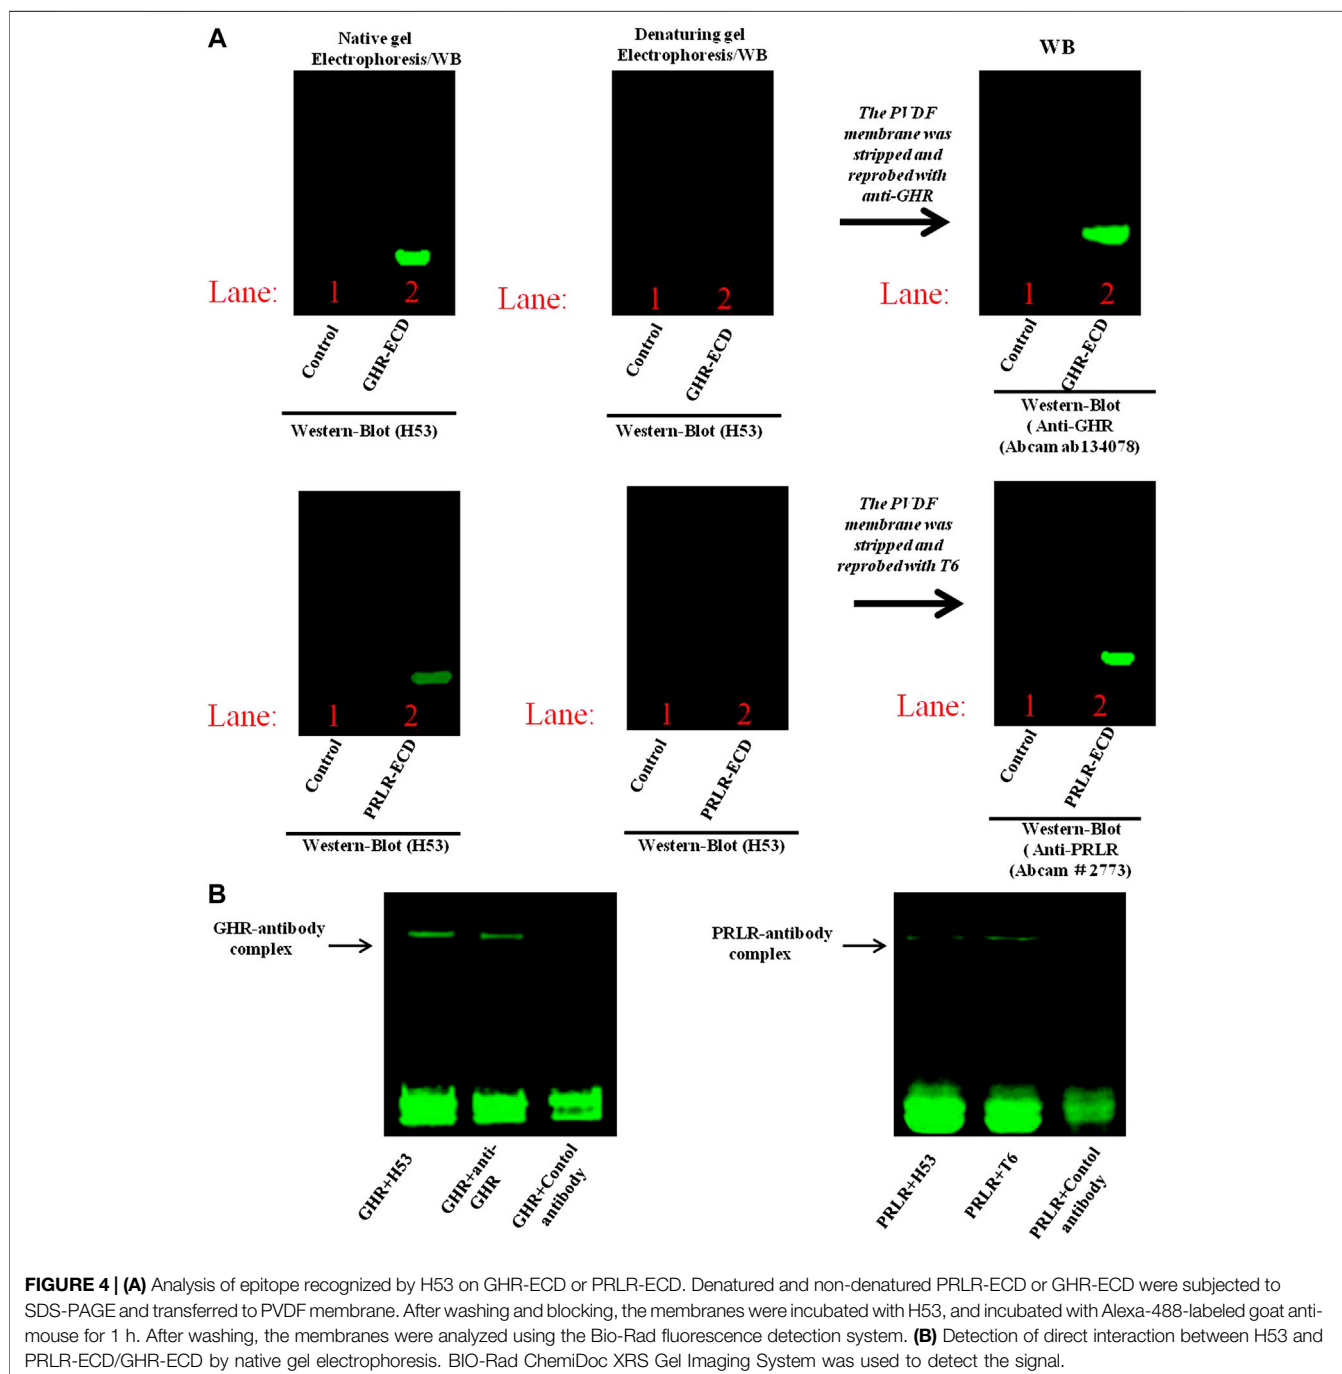 A
Native gel
Electrophoresis/WB
Denaturing gel
Electrophoresis/WB
WB
The PVDF
membrane was
stripped and
reprobed with
anti-GHR
Lane: 1 2
Lane: 1 2
Lane: 1 2
Control
GHR-ECD
Control
GHR-ECD
Control
GHR-ECD
Western-Blot (H53)
Western-Blot (H53)
Western-Blot
( Anti-GHR
(Abcam ab134078)
The PVDF
membrane was
stripped and
reprobed with T6
Lane: 1 2
Lane: 1 2
Lane: 1 2
Control
PRLR-ECD
Control
PRLR-ECD
Control
PRLR-ECD
Western-Blot (H53)
Western-Blot (H53)
Western-Blot
( Anti-PRLR
(Abcam #2773)
B
GHR-antibody
complex
PRLR-antibody
complex
GHR+H53
GHR+anti-
GHR
GHR+Contol
antibody
PRLR+H53
PRLR+T6
PRLR+Contol
antibody
FIGURE 4 | (A) Analysis of epitope recognized by H53 on GHR-ECD or PRLR-ECD. Denatured and non-denatured PRLR-ECD or GHR-ECD were subjected to
SDS-PAGE and transferred to PVDF membrane. After washing and blocking, the membranes were incubated with H53, and incubated with Alexa-488-labeled goat anti-
mouse for 1 h. After washing, the membranes were analyzed using the Bio-Rad fluorescence detection system. (B) Detection of direct interaction between H53 and
PRLR-ECD/GHR-ECD by native gel electrophoresis. BIO-Rad ChemiDoc XRS Gel Imaging System was used to detect the signal.